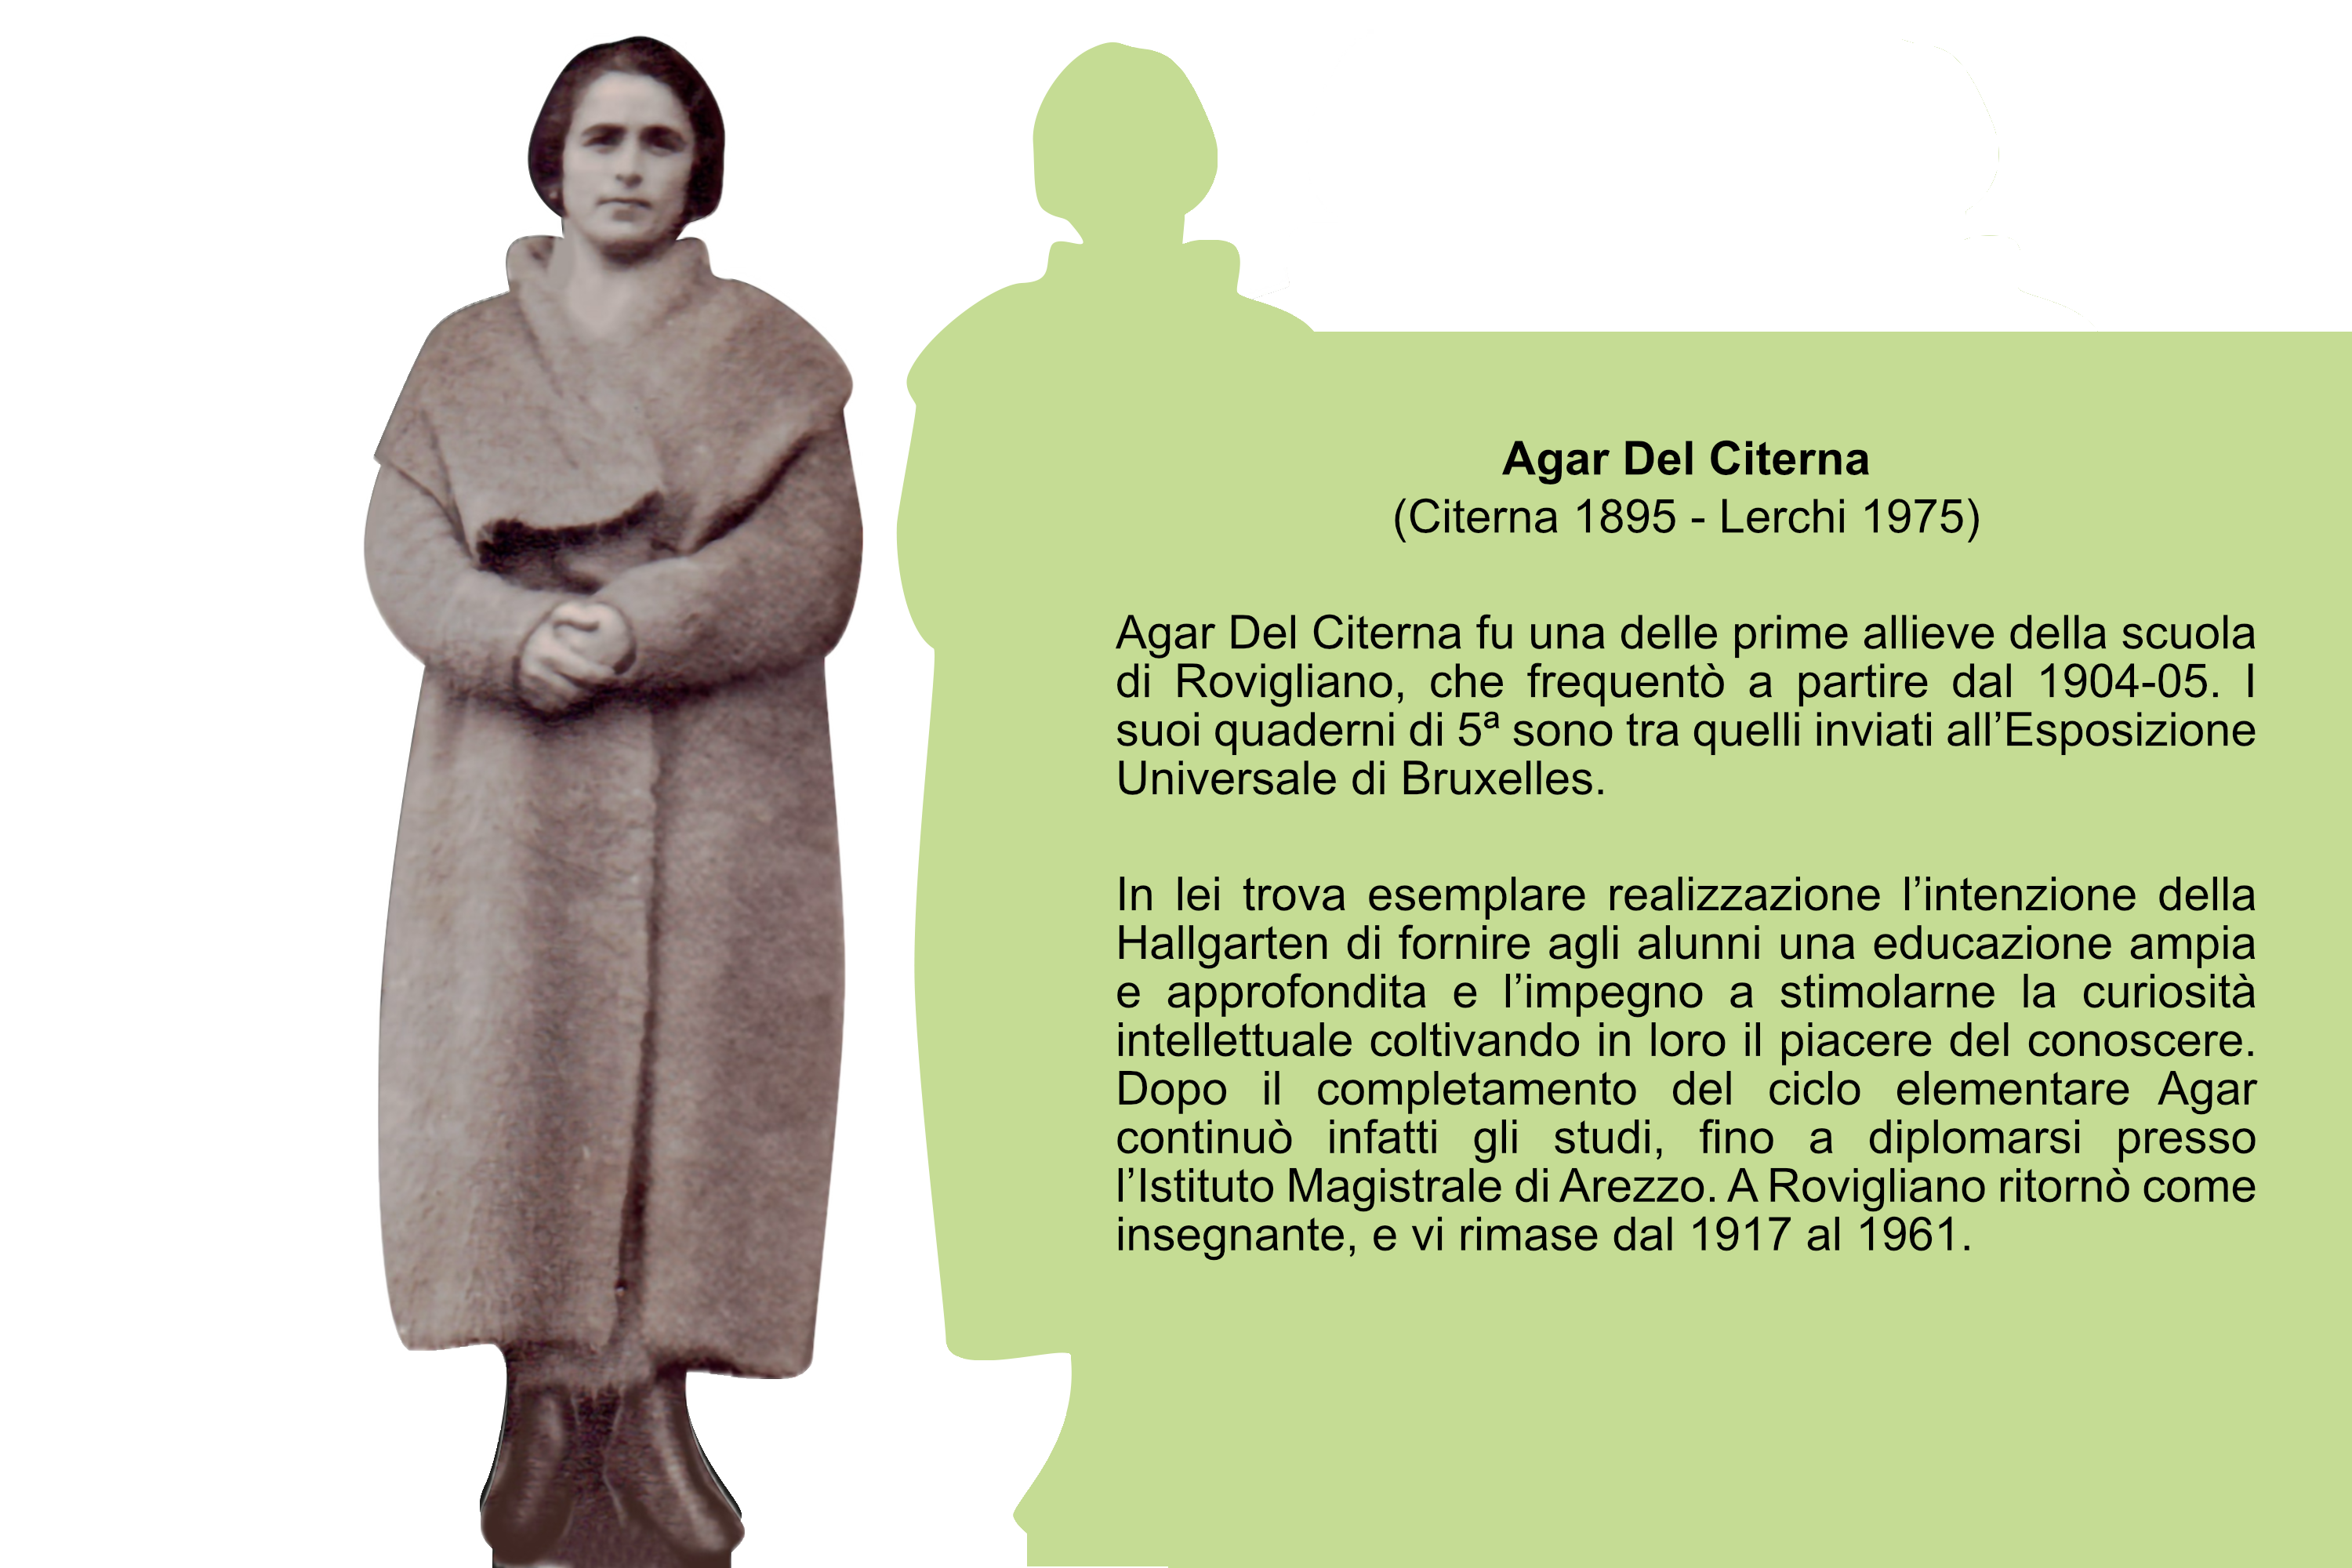 Agar Del Citerna
(Citerna 1895 - Lerchi 1975)
Agar Del Citerna fu una delle prime allieve della scuola
di Rovigliano, che frequentò a partire dal 1904-05. I
suoi quaderni di 5ª sono tra quelli inviati all’Esposizione
Universale di Bruxelles.
In lei trova esemplare realizzazione l’intenzione della
Hallgarten di fornire agli alunni una educazione ampia
e approfondita e l’impegno a stimolarne la curiosità
intellettuale coltivando in loro il piacere del conoscere.
Dopo il completamento del ciclo elementare Agar
continuò infatti gli studi, fino a diplomarsi presso
l’Istituto Magistrale di Arezzo. A Rovigliano ritornò come
insegnante, e vi rimase dal 1917 al 1961.